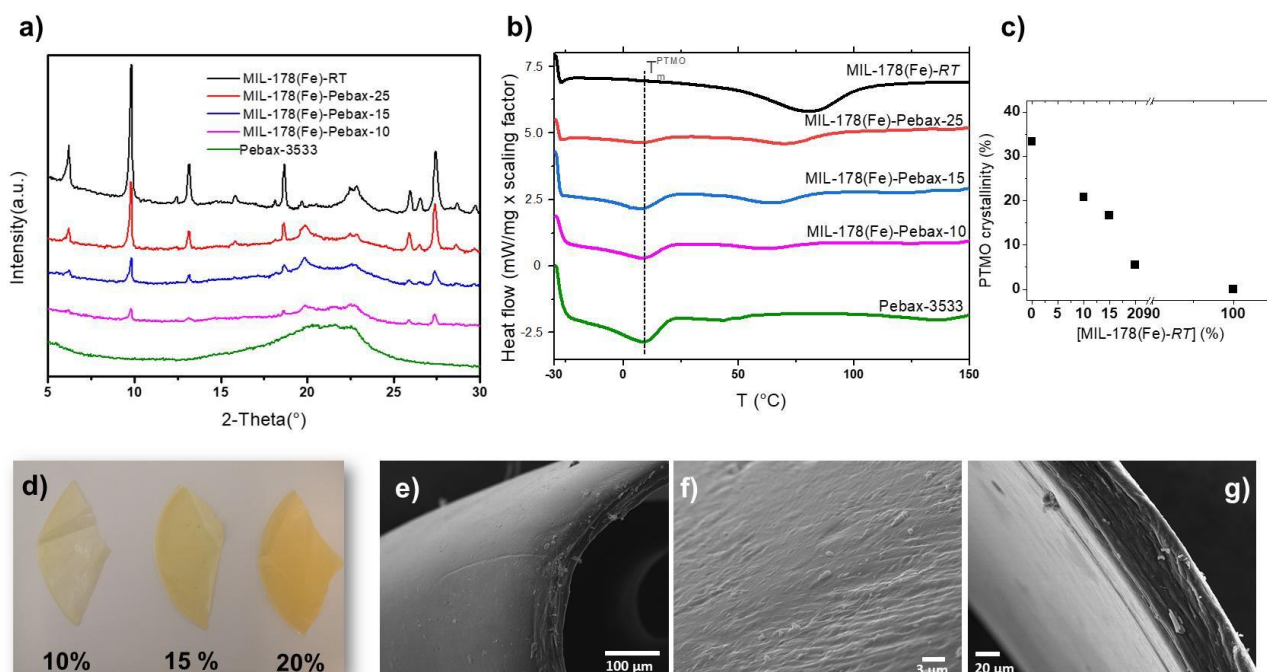 a)
MIL-178(Fe)-RT
MIL-178(Fe)-Pebax-25
MIL-178(Fe)-Pebax-15
MIL-178(Fe)-Pebax-10
Pebax-3533
Intensity(a.u.)
5 10 15 20 25 30
2-Theta(°)
b)
7.5
5.0
2.5
0
-2.5
Heat flow (mW/mg x scaling factor)
T_m^PTMO
MIL-178(Fe)-RT
MIL-178(Fe)-Pebax-25
MIL-178(Fe)-Pebax-15
MIL-178(Fe)-Pebax-10
Pebax-3533
-30 0 50 100 150
T (°C)
c)
40
30
20
10
0
PTMO crystallinity (%)
0 5 10 15 2090 100
[MIL-178(Fe)-RT] (%)
d)
10% 15 % 20%
e)
100 µm
f)
3 µm
g)
20 µm